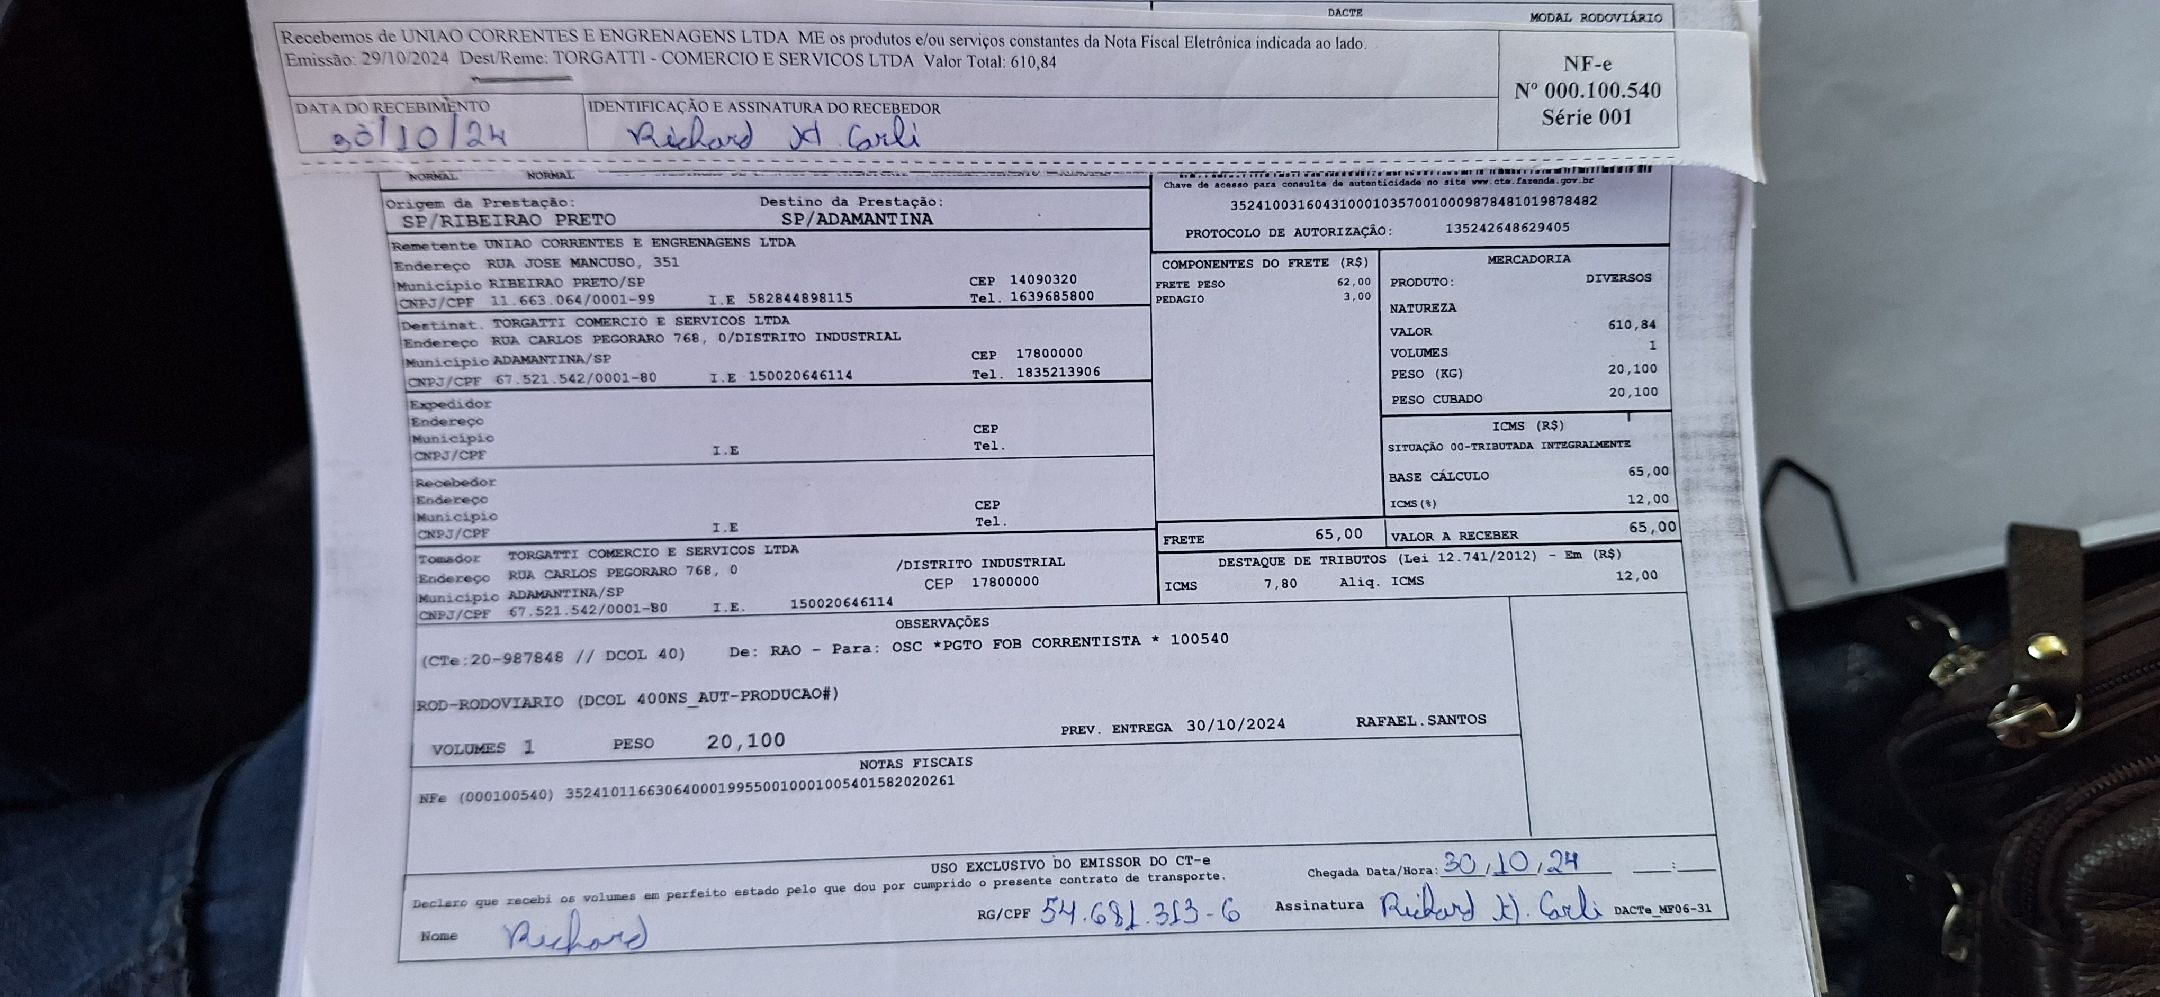 DACTE
MODAL RODOVIÁRIO
Recebemos de UNIAO CORRENTES E ENGRENAGENS LTDA ME os produtos e/ou serviços constantes da Nota Fiscal Eletrônica indicada ao lado.
Emissão: 29/10/2024 Dest/Reme: TORGATTI - COMERCIO E SERVICOS LTDA Valor Total: 610,84
NF-e
Nº 000.100.540
Série 001
DATA DO RECEBIMENTO
30/10/24
IDENTIFICAÇÃO E ASSINATURA DO RECEBEDOR
Richard H. Carli
NORMAL NORMAL
Chave de acesso para consulta de autenticidade no site www.cte.fazenda.gov.br
35241003160431000103570010009878481019878482
PROTOCOLO DE AUTORIZAÇÃO: 135242648629405
Origem da Prestação: Destino da Prestação:
SP/RIBEIRAO PRETO SP/ADAMANTINA
Remetente UNIAO CORRENTES E ENGRENAGENS LTDA
Endereço RUA JOSE MANCUSO, 351
Município RIBEIRAO PRETO/SP CEP 14090320
CNPJ/CPF 11.663.064/0001-99 I.E 582844898115 Tel. 1639685800
Destinat. TORGATTI COMERCIO E SERVICOS LTDA
Endereço RUA CARLOS PEGORARO 768, 0/DISTRITO INDUSTRIAL
Município ADAMANTINA/SP CEP 17800000
CNPJ/CPF 67.521.542/0001-80 I.E 150020646114 Tel. 1835213906
Expedidor
Endereço
Município CEP
CNPJ/CPF I.E Tel.
Recebedor
Endereço
Município CEP
CNPJ/CPF I.E Tel.
Tomador TORGATTI COMERCIO E SERVICOS LTDA
Endereço RUA CARLOS PEGORARO 768, 0 /DISTRITO INDUSTRIAL
Município ADAMANTINA/SP CEP 17800000
CNPJ/CPF 67.521.542/0001-80 I.E. 150020646114
COMPONENTES DO FRETE (R$)
FRETE PESO 62,00
PEDAGIO 3,00
MERCADORIA
PRODUTO: DIVERSOS
NATUREZA
VALOR 610,84
VOLUMES 1
PESO (KG) 20,100
PESO CUBADO 20,100
ICMS (R$)
SITUAÇÃO 00-TRIBUTADA INTEGRALMENTE
BASE CÁLCULO 65,00
ICMS(%) 12,00
FRETE 65,00 VALOR A RECEBER 65,00
DESTAQUE DE TRIBUTOS (Lei 12.741/2012) - Em (R$)
ICMS 7,80 Aliq. ICMS 12,00
OBSERVAÇÕES
(CTe:20-987848 // DCOL 40) De: RAO - Para: OSC *PGTO FOB CORRENTISTA * 100540
ROD-RODOVIARIO (DCOL 400NS_AUT-PRODUCAO#)
VOLUMES 1 PESO 20,100 PREV. ENTREGA 30/10/2024 RAFAEL.SANTOS
NOTAS FISCAIS
NFe (000100540) 35241011663064000199550010001005401582020261
USO EXCLUSIVO DO EMISSOR DO CT-e
Declaro que recebi os volumes em perfeito estado pelo que dou por cumprido o presente contrato de transporte.
Chegada Data/Hora: 30/10/24 :
Nome Richard RG/CPF 54.681.313-6 Assinatura Richard H. Carli DACTe_MF06-31